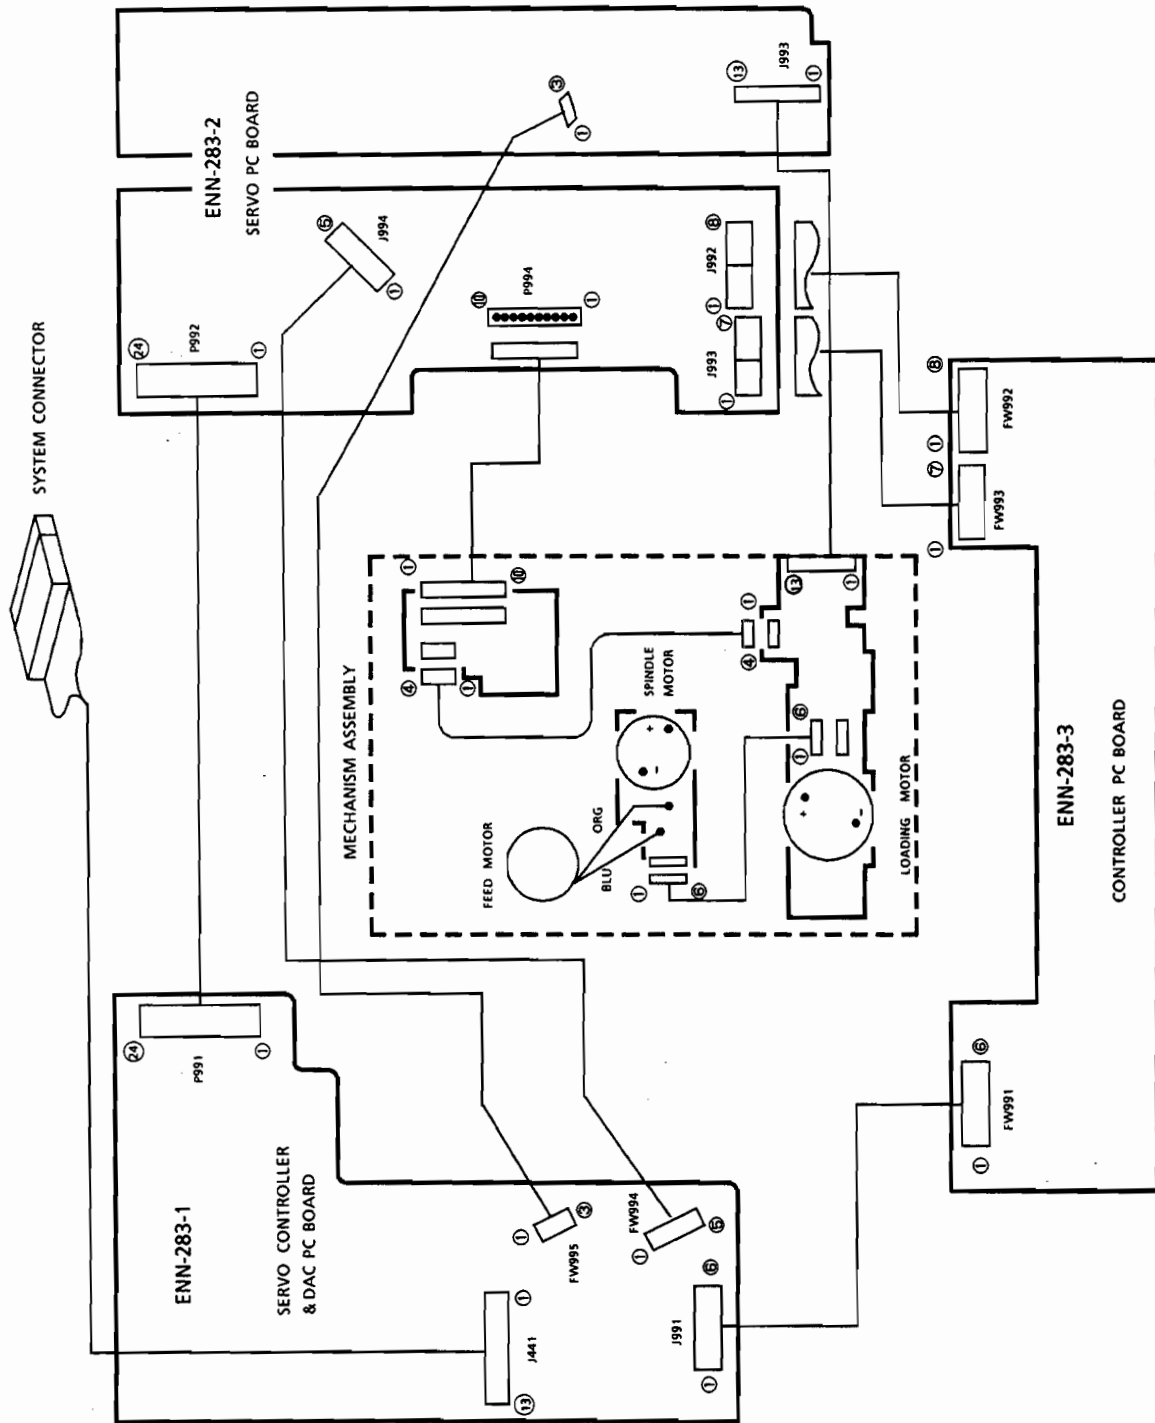 SYSTEM CONNECTOR
ENN-283-1
SERVO CONTROLLER
& DAC PC BOARD
P991
24
1
J441
13
1
FW995
1
3
FW994
1
5
J991
1
6
ENN-283-2
SERVO PC BOARD
P992
24
1
J994
5
1
P994
10
1
J992
1
8
J993
1
7
3
1
J993
13
1
MECHANISM ASSEMBLY
1
10
4
1
FEED MOTOR
BLU
ORG
1
6
SPINDLE
MOTOR
+
-
4
1
1
6
13
1
LOADING MOTOR
+
-
ENN-283-3
CONTROLLER PC BOARD
FW991
1
6
FW993
1
7
FW992
1
8